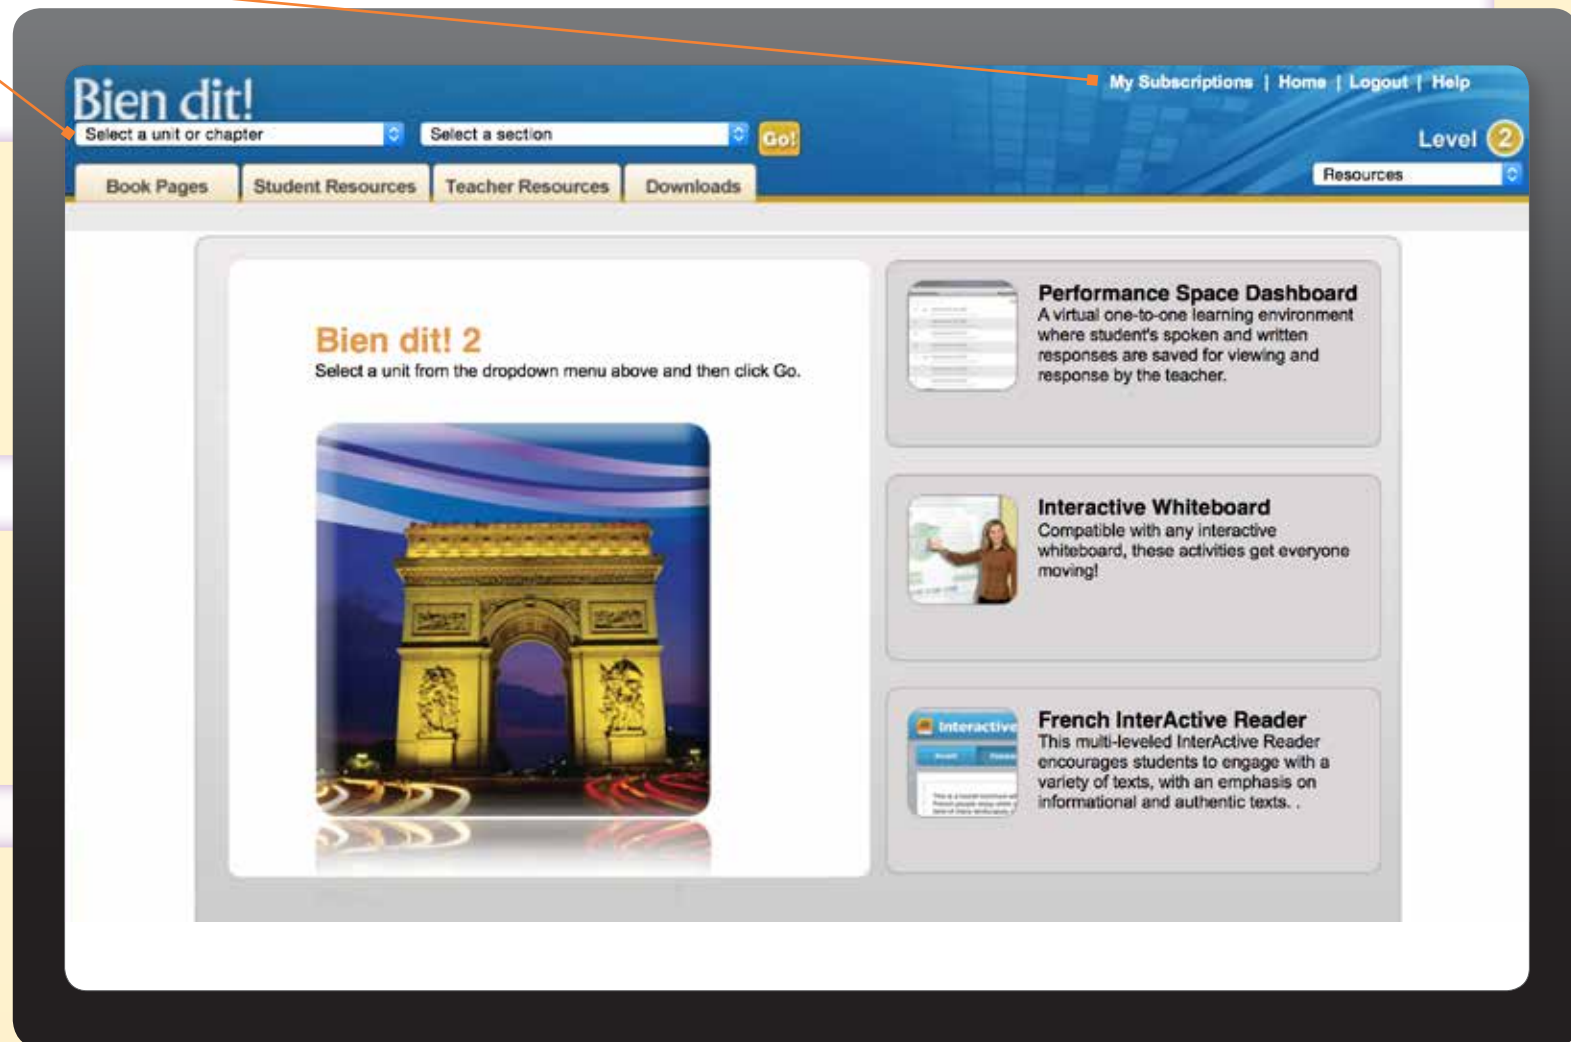 My Subscriptions | Home | Logout | Help
Bien dit!
Select a unit or chapter
Select a section
Go!
Level 2
Resources
Book Pages
Student Resources
Teacher Resources
Downloads
Bien dit! 2
Select a unit from the dropdown menu above and then click Go.
Performance Space Dashboard
A virtual one-to-one learning environment
where student's spoken and written
responses are saved for viewing and
response by the teacher.
Interactive Whiteboard
Compatible with any interactive
whiteboard, these activities get everyone
moving!
Interactive
French InterActive Reader
This multi-leveled InterActive Reader
encourages students to engage with a
variety of texts, with an emphasis on
informational and authentic texts. .